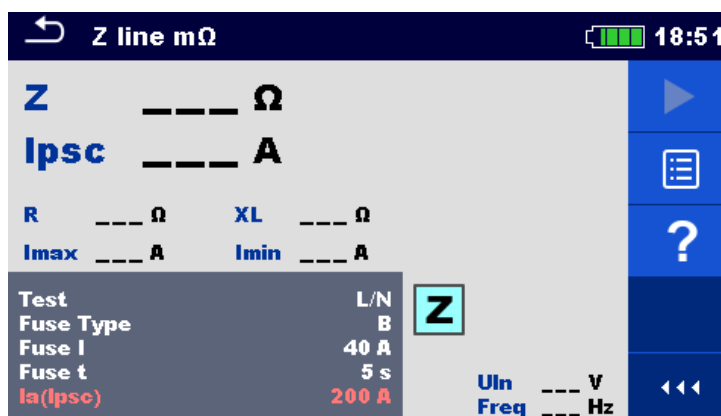 Z line mΩ 18:51
Z ___ Ω
Ipsc ___ A
R ___ Ω XL ___ Ω
Imax ___ A Imin ___ A
?
Test L/N
Fuse Type B
Fuse I 40 A
Fuse t 5 s
Ia(Ipsc) 200 A
Z
Uln ___ V
Freq ___ Hz